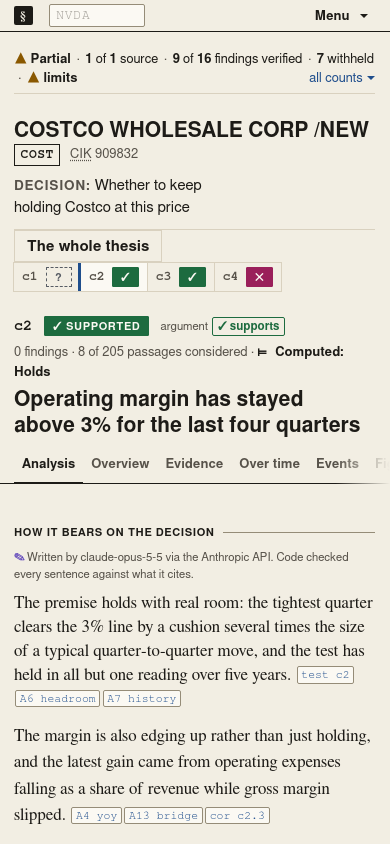 § NVDA Menu
Partial · 1 of 1 source · 9 of 16 findings verified · 7 withheld
· limits all counts
COSTCO WHOLESALE CORP /NEW
COST CIK 909832
DECISION: Whether to keep
holding Costco at this price
The whole thesis
c1 ? c2 ✓ c3 ✓ c4 ✕
c2 ✓ SUPPORTED argument ✓ supports
0 findings · 8 of 205 passages considered · ⊨ Computed:
Holds
Operating margin has stayed
above 3% for the last four quarters
Analysis Overview Evidence Over time Events
HOW IT BEARS ON THE DECISION
✎ Written by claude-opus-5-5 via the Anthropic API. Code checked
every sentence against what it cites.
The premise holds with real room: the tightest quarter
clears the 3% line by a cushion several times the size
of a typical quarter-to-quarter move, and the test has
held in all but one reading over five years. test c2
A6 headroom A7 history
The margin is also edging up rather than just holding,
and the latest gain came from operating expenses
falling as a share of revenue while gross margin
slipped. A4 yoy A13 bridge cor c2.3